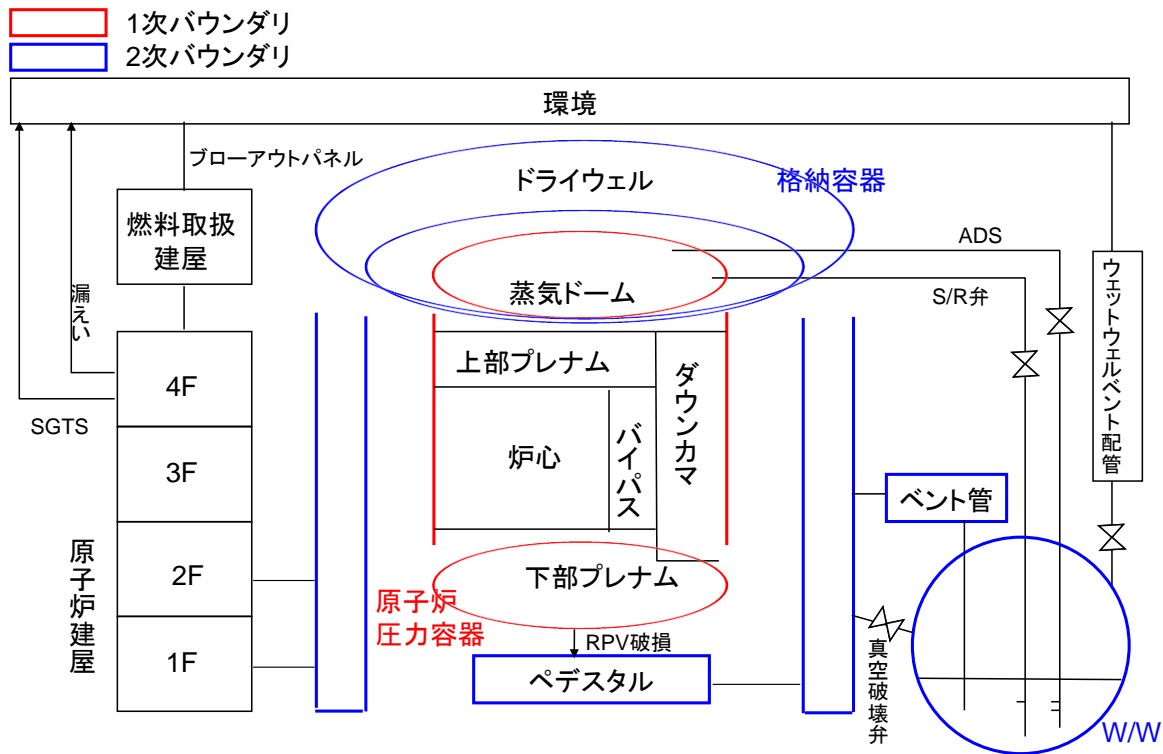 1次バウンダリ
2次バウンダリ
環境
ブローアウトパネル
ドライウェル
格納容器
燃料取扱
建屋
ADS
蒸気ドーム
S/R弁
漏えい
ウェットウェルベント配管
上部プレナム
ダウンカマ
4F
SGTS
炉心
バイパス
3F
ベント管
原子炉建屋
2F
下部プレナム
原子炉
圧力容器
RPV破損
1F
ペデスタル
真空破壊弁
W/W